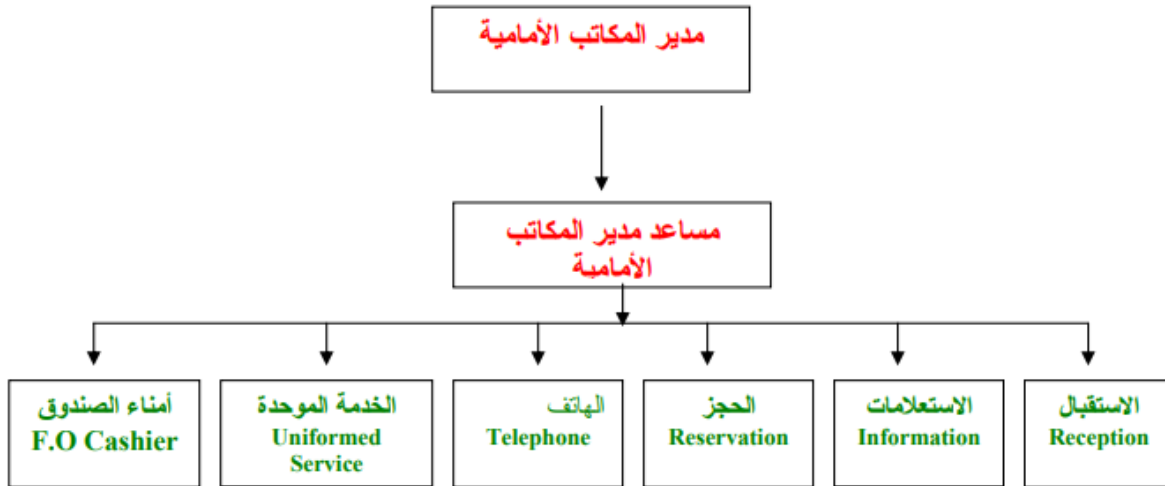 مدير المكاتب الأمامية
مساعد مدير المكاتب
الأمامية
الاستقبال
Reception
الاستعلامات
Information
الحجز
Reservation
الهاتف
Telephone
الخدمة الموحدة
Uniformed
Service
أمناء الصندوق
F.O Cashier